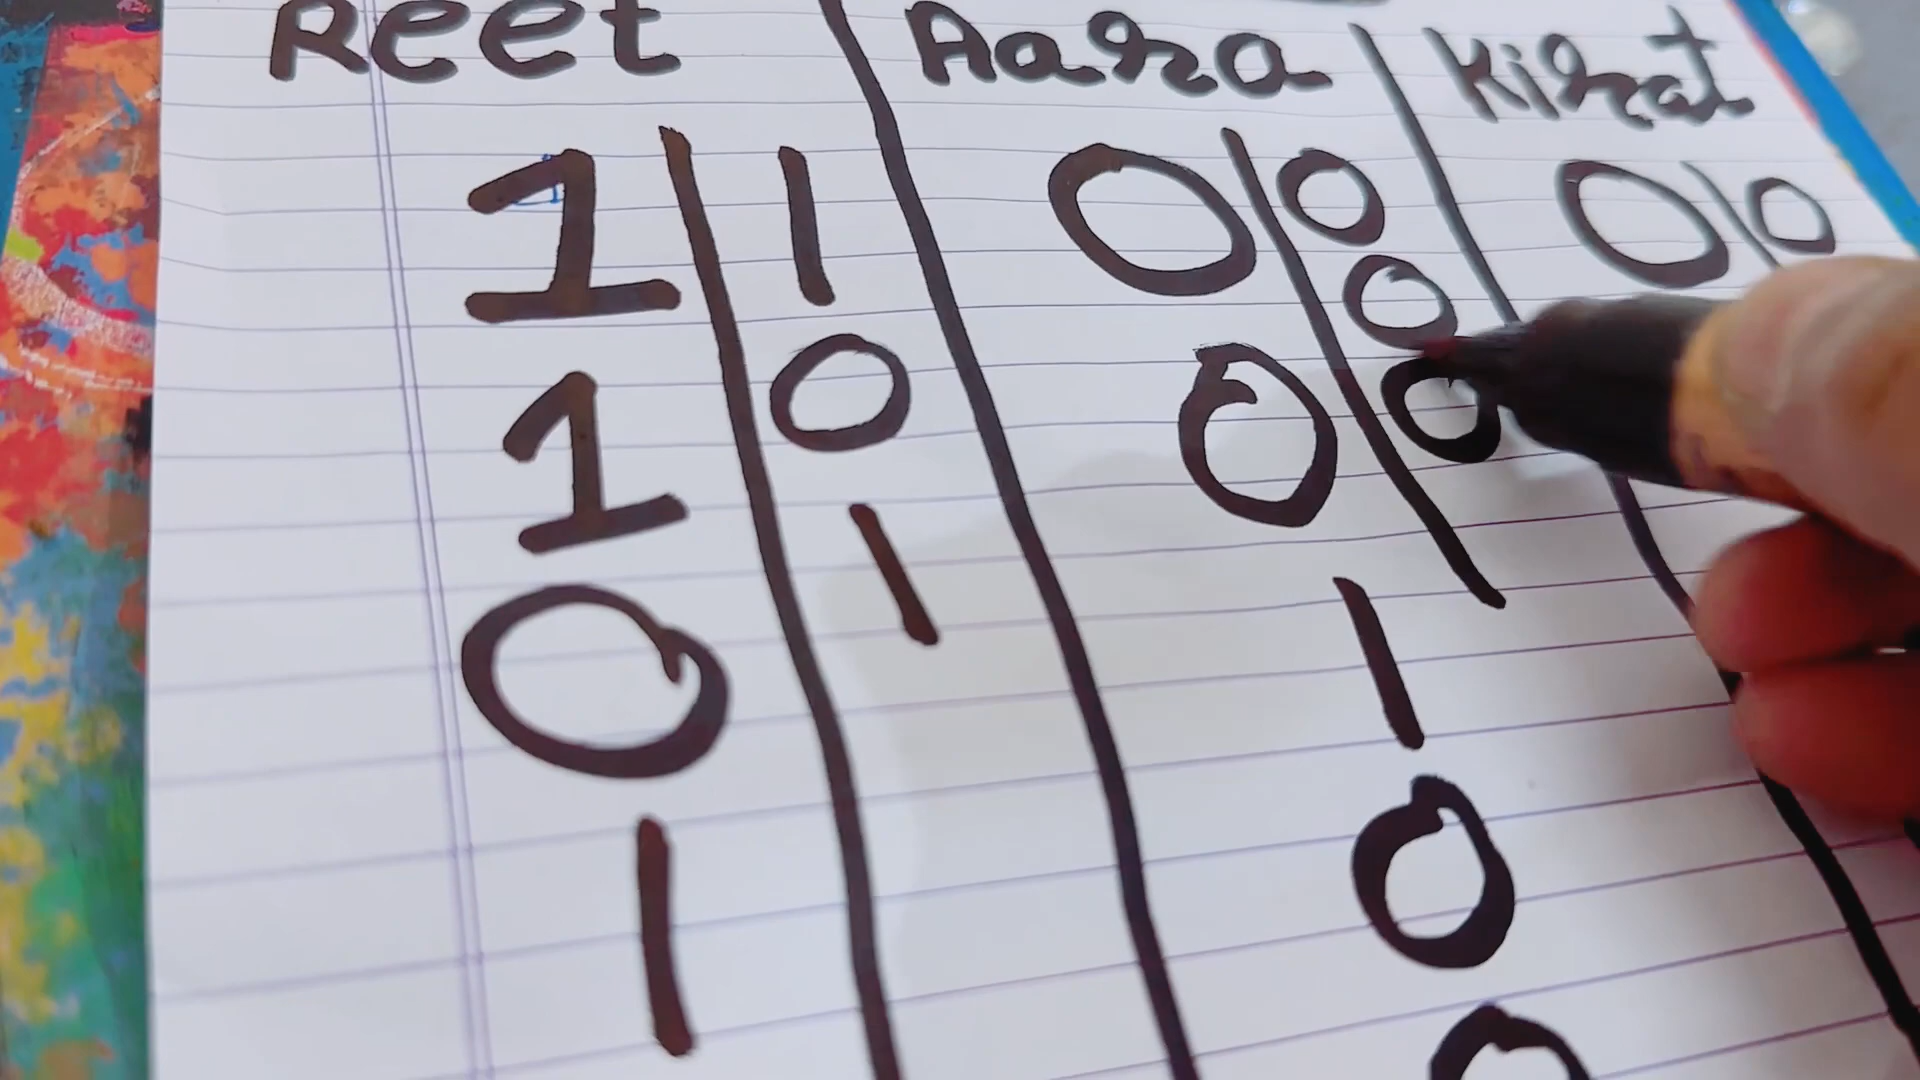 Reet | Aara | Kirat
1 | 1 | 0 | 0 | 0 | 0
1 | 0 | 0 | 0
0 | 1 | 1 | 0
1 | 0
0